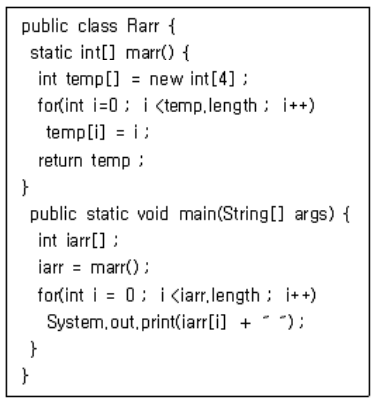 public class Rarr {
static int[] marr() {
int temp[] = new int[4] ;
for(int i=0 ; i <temp.length ; i++)
temp[i] = i ;
return temp ;
}
public static void main(String[] args) {
int iarr[] ;
iarr = marr() ;
for(int i = 0 ; i <iarr.length ; i++)
System.out.print(iarr[i] + " ") ;
}
}